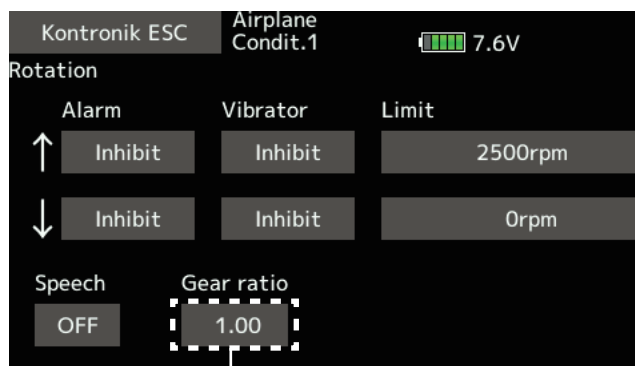 Kontronik ESC Airplane
Condit.1 7.6V
Rotation
Alarm Vibrator Limit
↑ Inhibit Inhibit 2500rpm
↓ Inhibit Inhibit 0rpm
Speech Gear ratio
OFF 1.00